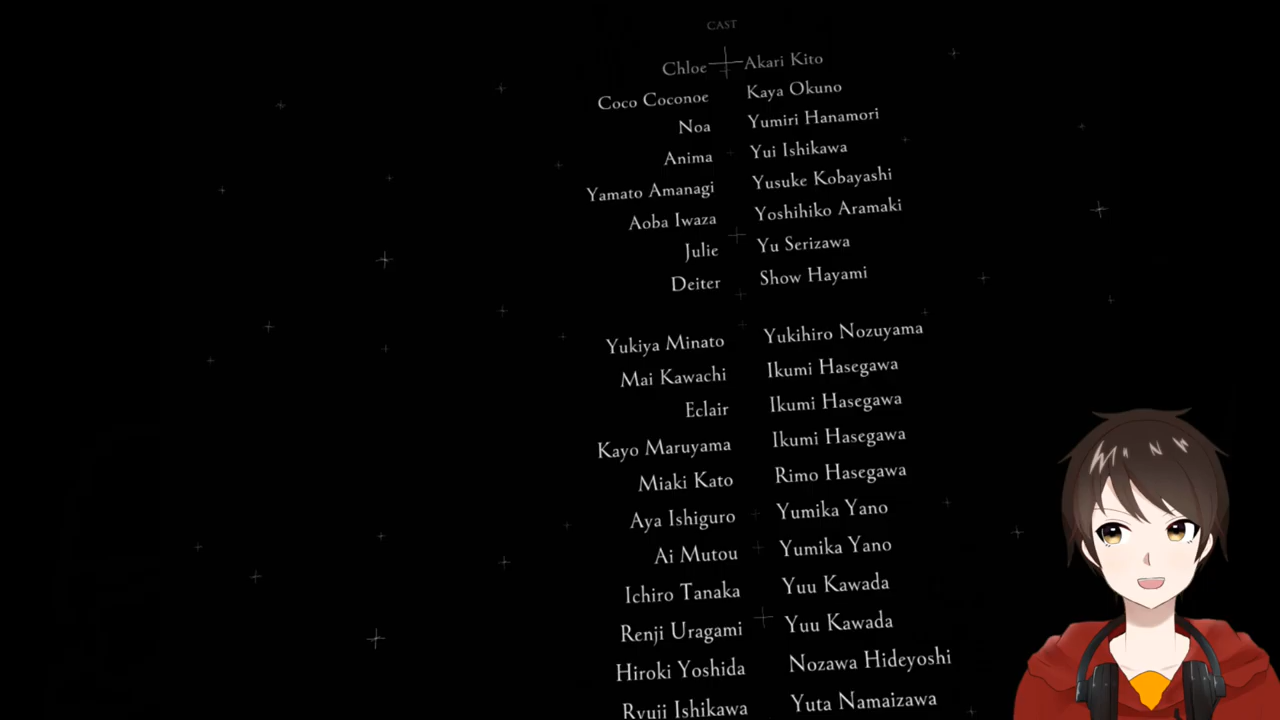 CAST
Chloe Akari Kito
Coco Coconoe Kaya Okuno
Noa Yumiri Hanamori
Anima Yui Ishikawa
Yamato Amanagi Yusuke Kobayashi
Aoba Iwaza Yoshihiko Aramaki
Julie Yu Serizawa
Deiter Show Hayami
Yukiya Minato Yukihiro Nozuyama
Mai Kawachi Ikumi Hasegawa
Eclair Ikumi Hasegawa
Kayo Maruyama Ikumi Hasegawa
Miaki Kato Rimo Hasegawa
Aya Ishiguro Yumika Yano
Ai Mutou Yumika Yano
Ichiro Tanaka Yuu Kawada
Renji Uragami Yuu Kawada
Hiroki Yoshida Nozawa Hideyoshi
Ryuji Ishikawa Yuta Namaizawa